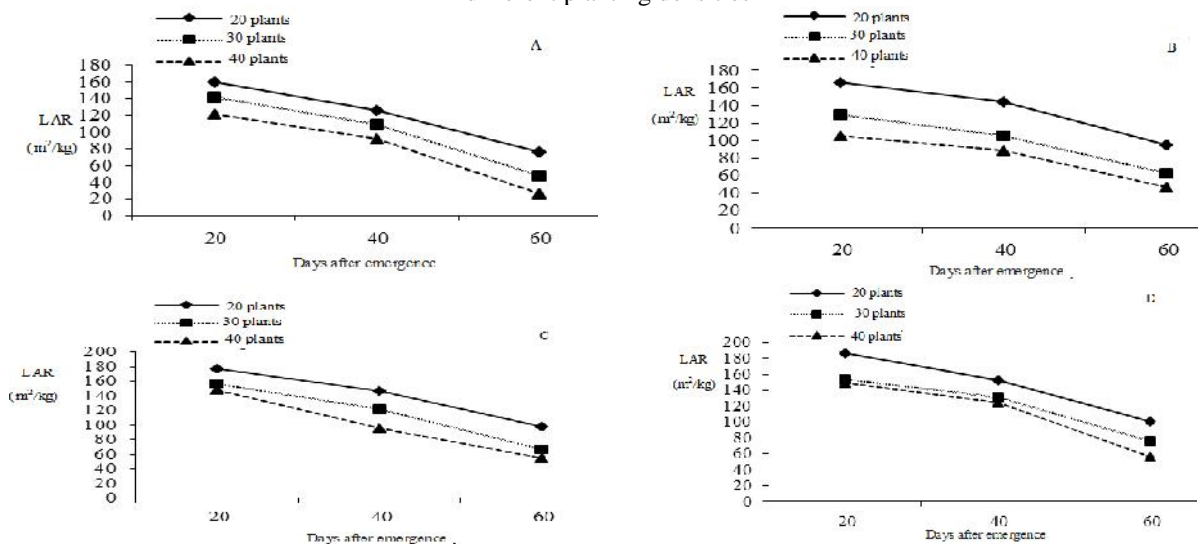 different planting densities
20 plants
30 plants
40 plants
A
180
160
140
120
100
80
60
40
20
0
LAR
(m²/kg)
20
40
60
Days after emergence
20 plants
30 plants
40 plants
B
180
160
140
120
100
80
60
40
20
0
LAR
(m²/kg)
20
40
60
Days after emergence .
20 plants
30 plants
40 plants
C
200
180
160
140
120
100
80
60
40
20
0
LAR
(m²/kg)
20
40
60
Days after emergence .
20 plants
30 plants
40 plants
D
200
180
160
140
120
100
80
60
40
20
0
LAR
(m²/kg)
20
40
60
Days after emergence .